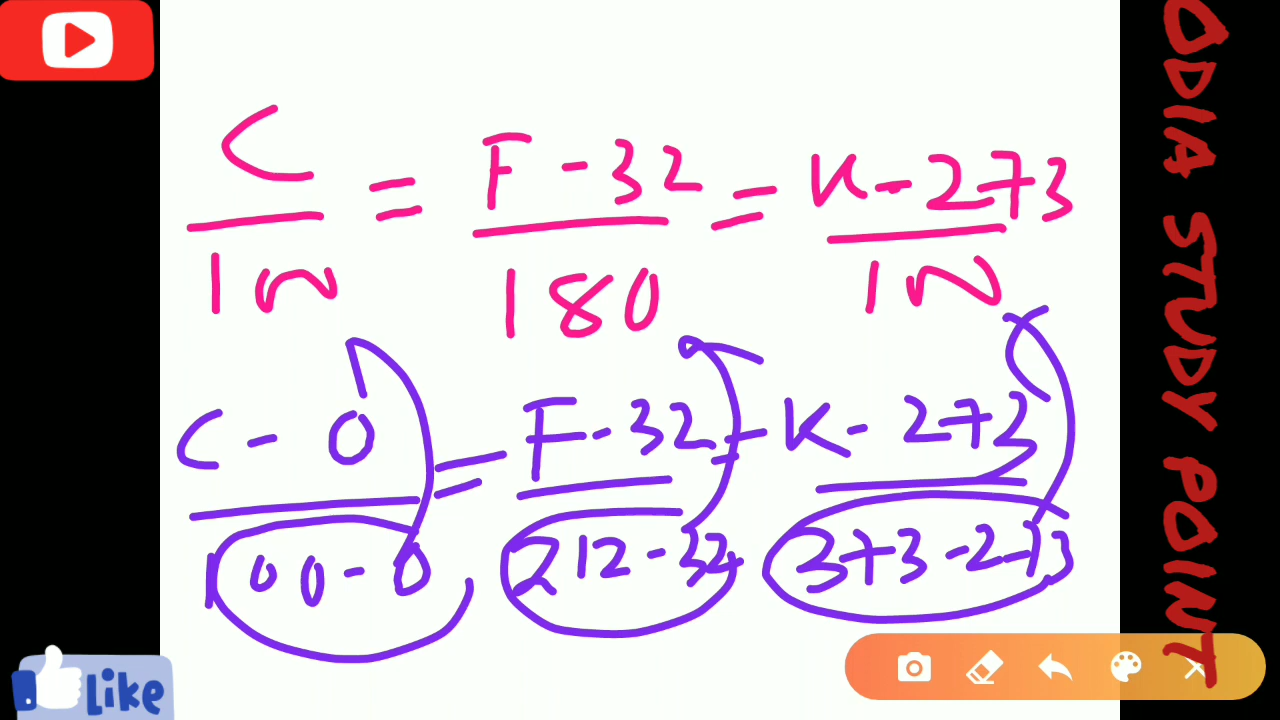 C/100 = F-32/180 = K-273/100
C-0/100-0 = F-32/212-32 = K-273/373-273
ODIA STUDY POINT
LIKE